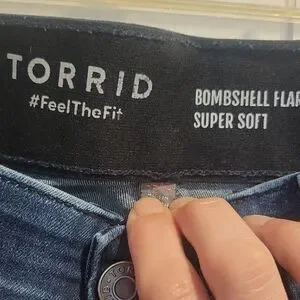 TORRID
#FeelTheFit
BOMBSHELL FLAR
SUPER SOFT